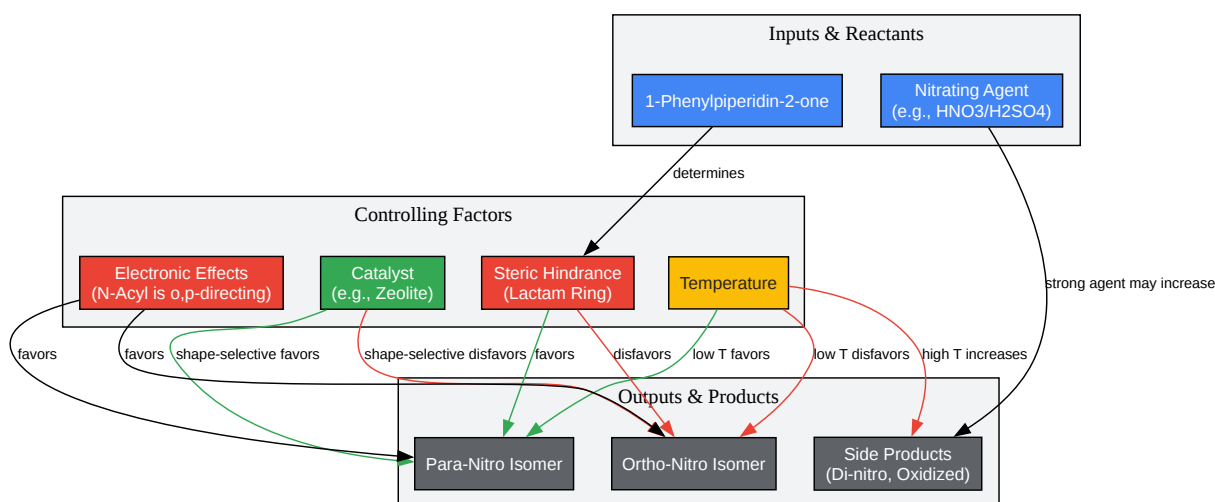 Inputs & Reactants
1-Phenylpiperidin-2-one
Nitrating Agent
(e.g., HNO3/H2SO4)
determines
Controlling Factors
Electronic Effects
(N-Acyl is o,p-directing)
Catalyst
(e.g., Zeolite)
Steric Hindrance
(Lactam Ring)
Temperature
strong agent may increase
favors
favors
shape-selective favors
shape-selective disfavors
favors
disfavors
low T favors
low T disfavors
high T increases
Outputs & Products
Para-Nitro Isomer
Ortho-Nitro Isomer
Side Products
(Di-nitro, Oxidized)